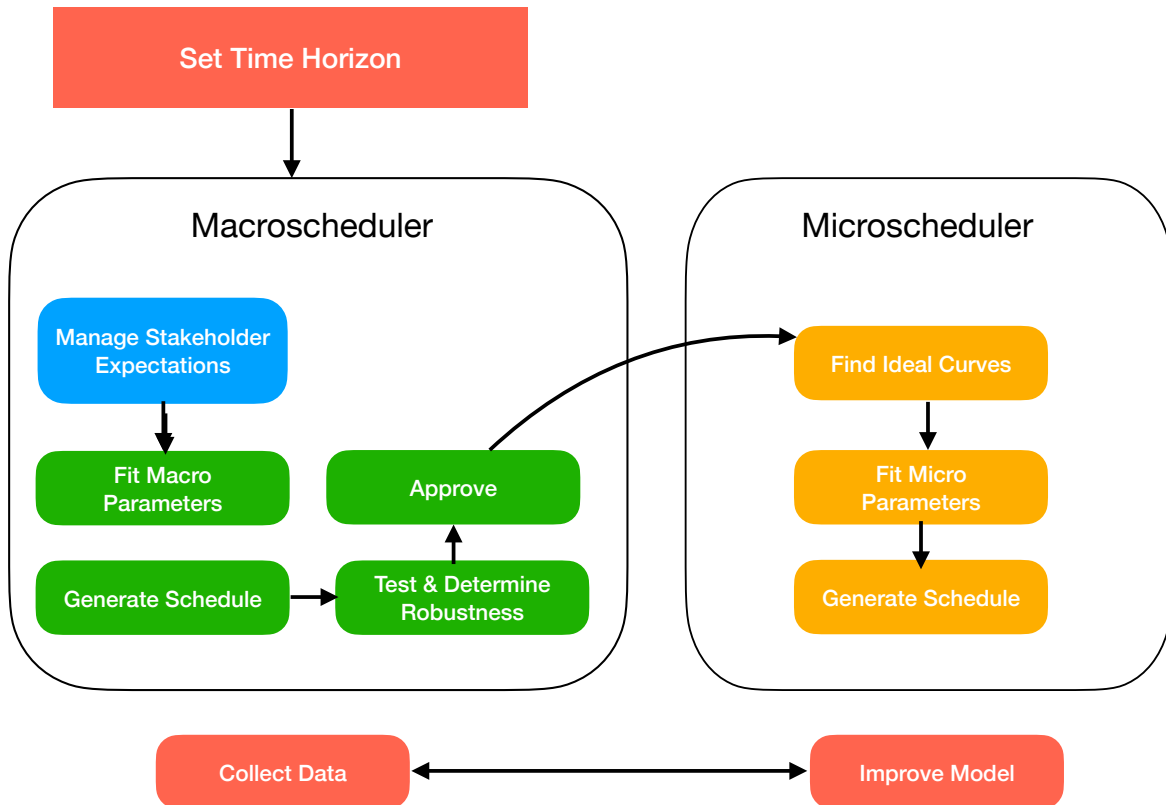 Set Time Horizon
Macroscheduler
Manage Stakeholder
Expectations
Fit Macro
Parameters
Generate Schedule
Test & Determine
Robustness
Approve
Microscheduler
Find Ideal Curves
Fit Micro
Parameters
Generate Schedule
Collect Data
Improve Model